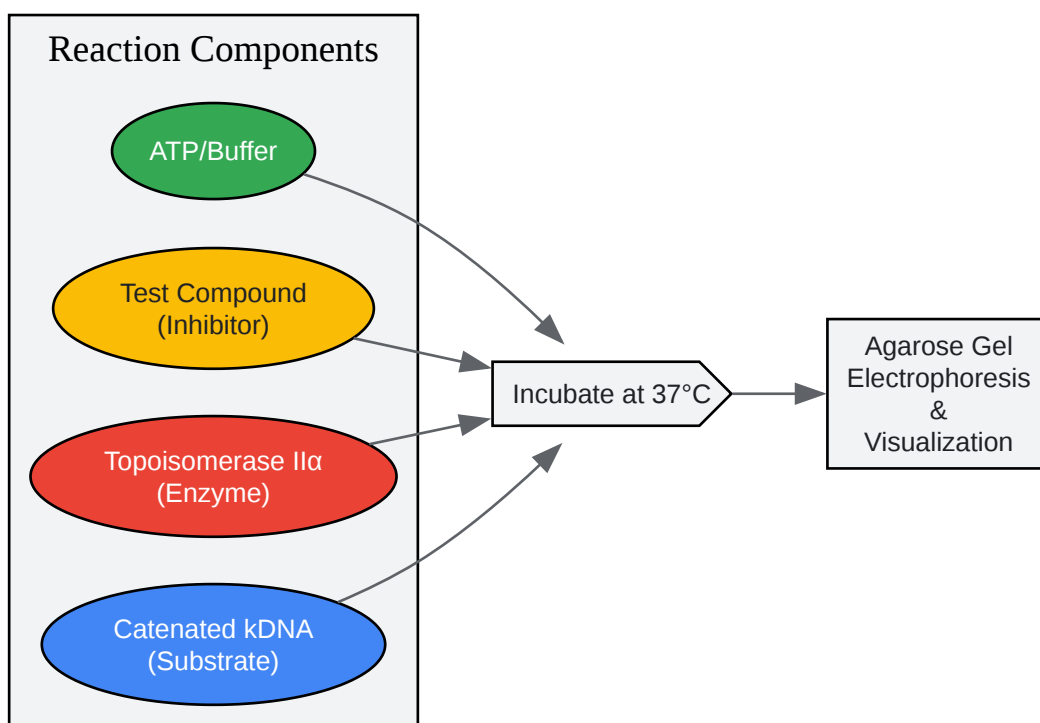 Reaction Components
ATP/Buffer
Test Compound
(Inhibitor)
Topoisomerase IIα
(Enzyme)
Catenated kDNA
(Substrate)
Incubate at 37°C
Agarose Gel
Electrophoresis
&
Visualization